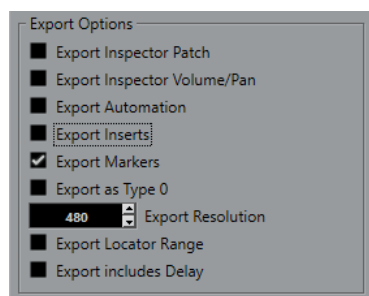 Export Options
Export Inspector Patch
Export Inspector Volume/Pan
Export Automation
Export Inserts
Export Markers
Export as Type 0
480 Export Resolution
Export Locator Range
Export includes Delay